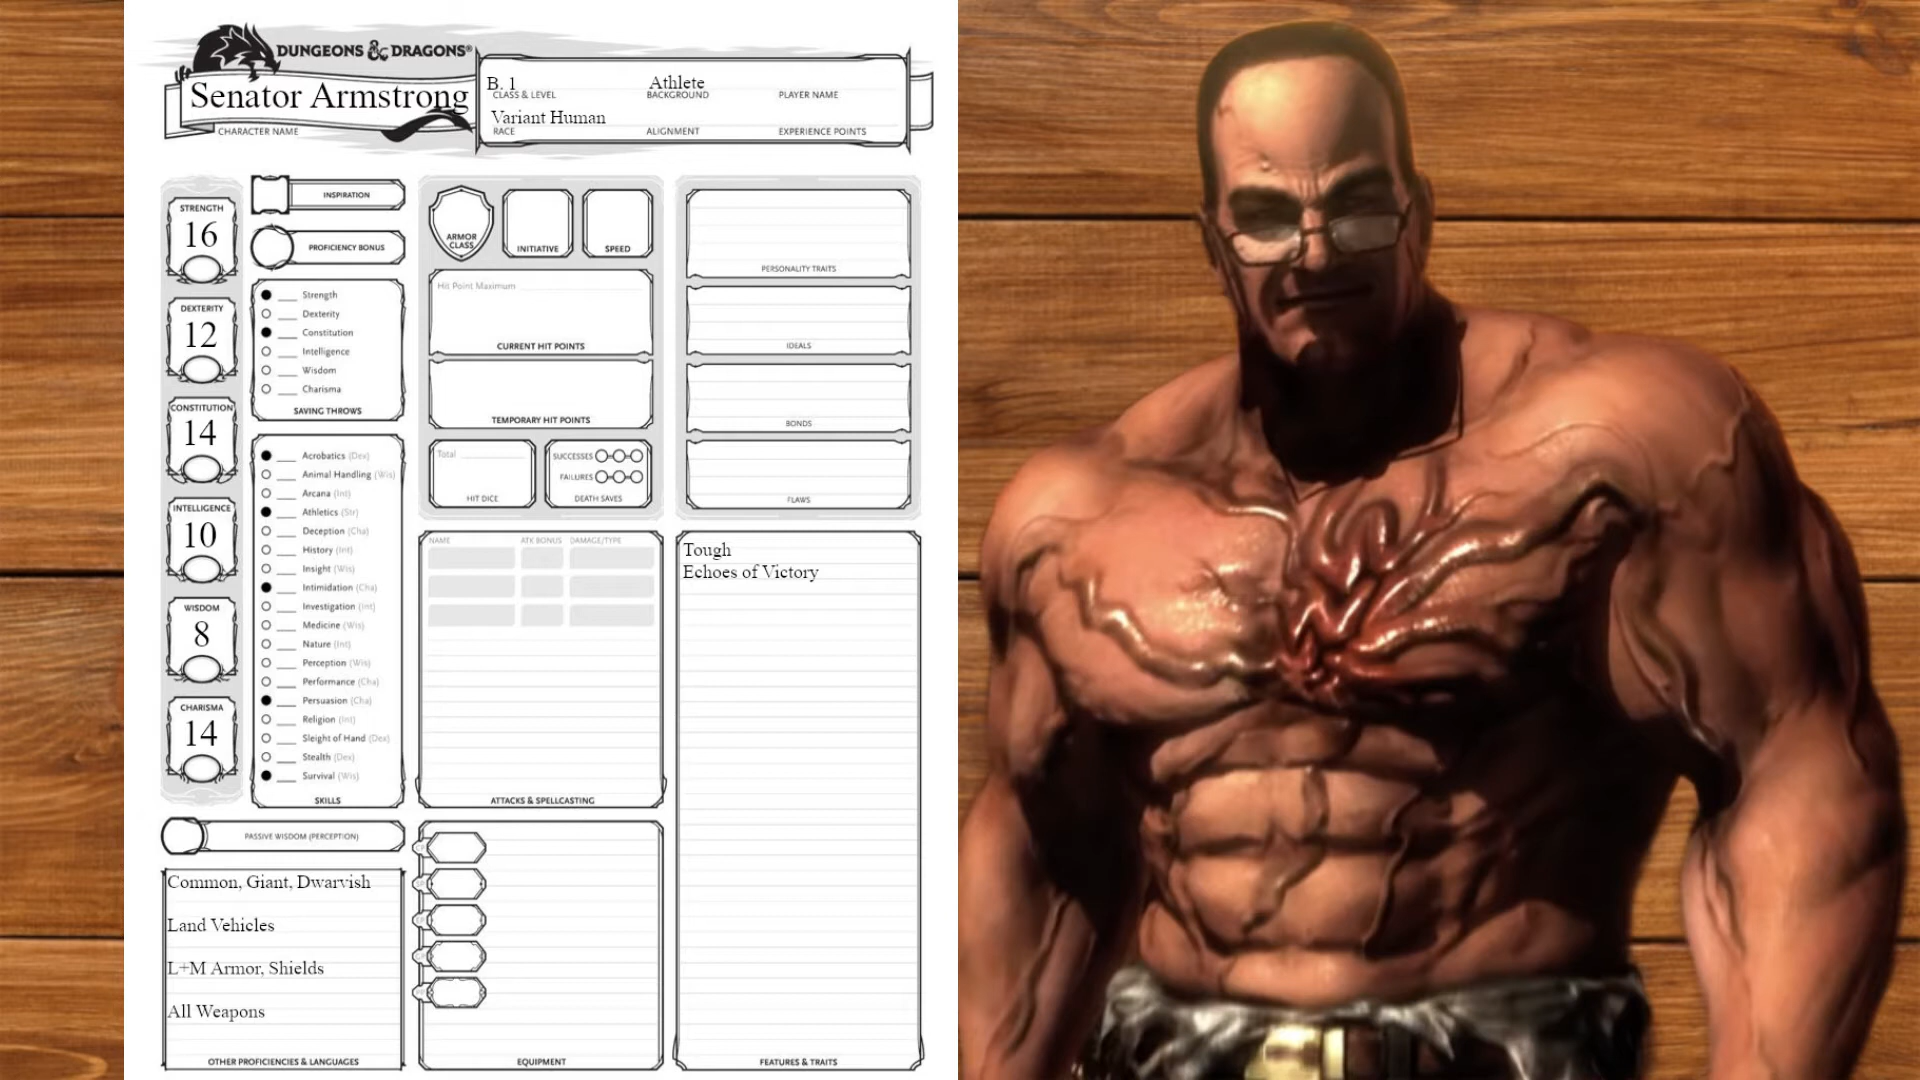 DUNGEONS & DRAGONS®
Senator Armstrong
CHARACTER NAME
B. 1
CLASS & LEVEL
Athlete
BACKGROUND
PLAYER NAME
Variant Human
RACE
ALIGNMENT
EXPERIENCE POINTS
STRENGTH
16
DEXTERITY
12
CONSTITUTION
14
INTELLIGENCE
10
WISDOM
8
CHARISMA
14
INSPIRATION
PROFICIENCY BONUS
Strength
Dexterity
Constitution
Intelligence
Wisdom
Charisma
SAVING THROWS
Acrobatics (Dex)
Animal Handling (Wis)
Arcana (Int)
Athletics (Str)
Deception (Cha)
History (Int)
Insight (Wis)
Intimidation (Cha)
Investigation (Int)
Medicine (Wis)
Nature (Int)
Perception (Wis)
Performance (Cha)
Persuasion (Cha)
Religion (Int)
Sleight of Hand (Dex)
Stealth (Dex)
Survival (Wis)
SKILLS
PASSIVE WISDOM (PERCEPTION)
Common, Giant, Dwarvish
Land Vehicles
L+M Armor, Shields
All Weapons
OTHER PROFICIENCIES & LANGUAGES
ARMOR
CLASS
INITIATIVE
SPEED
Hit Point Maximum
CURRENT HIT POINTS
TEMPORARY HIT POINTS
Total
HIT DICE
SUCCESSES
FAILURES
DEATH SAVES
NAME ATK BONUS DAMAGE/TYPE
ATTACKS & SPELLCASTING
EQUIPMENT
PERSONALITY TRAITS
IDEALS
BONDS
FLAWS
Tough
Echoes of Victory
FEATURES & TRAITS